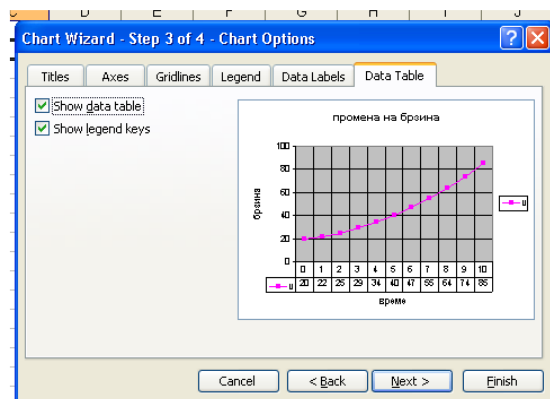 D E F G H I J
Chart Wizard - Step 3 of 4 - Chart Options
Titles Axes Gridlines Legend Data Labels Data Table
Show data table
Show legend keys
промена на брзина
100
80
60
40
20
0
брзина
0 1 2 3 4 5 6 7 8 9 10
u 20 22 25 29 34 40 47 55 64 74 85
време
u
Cancel < Back Next > Finish